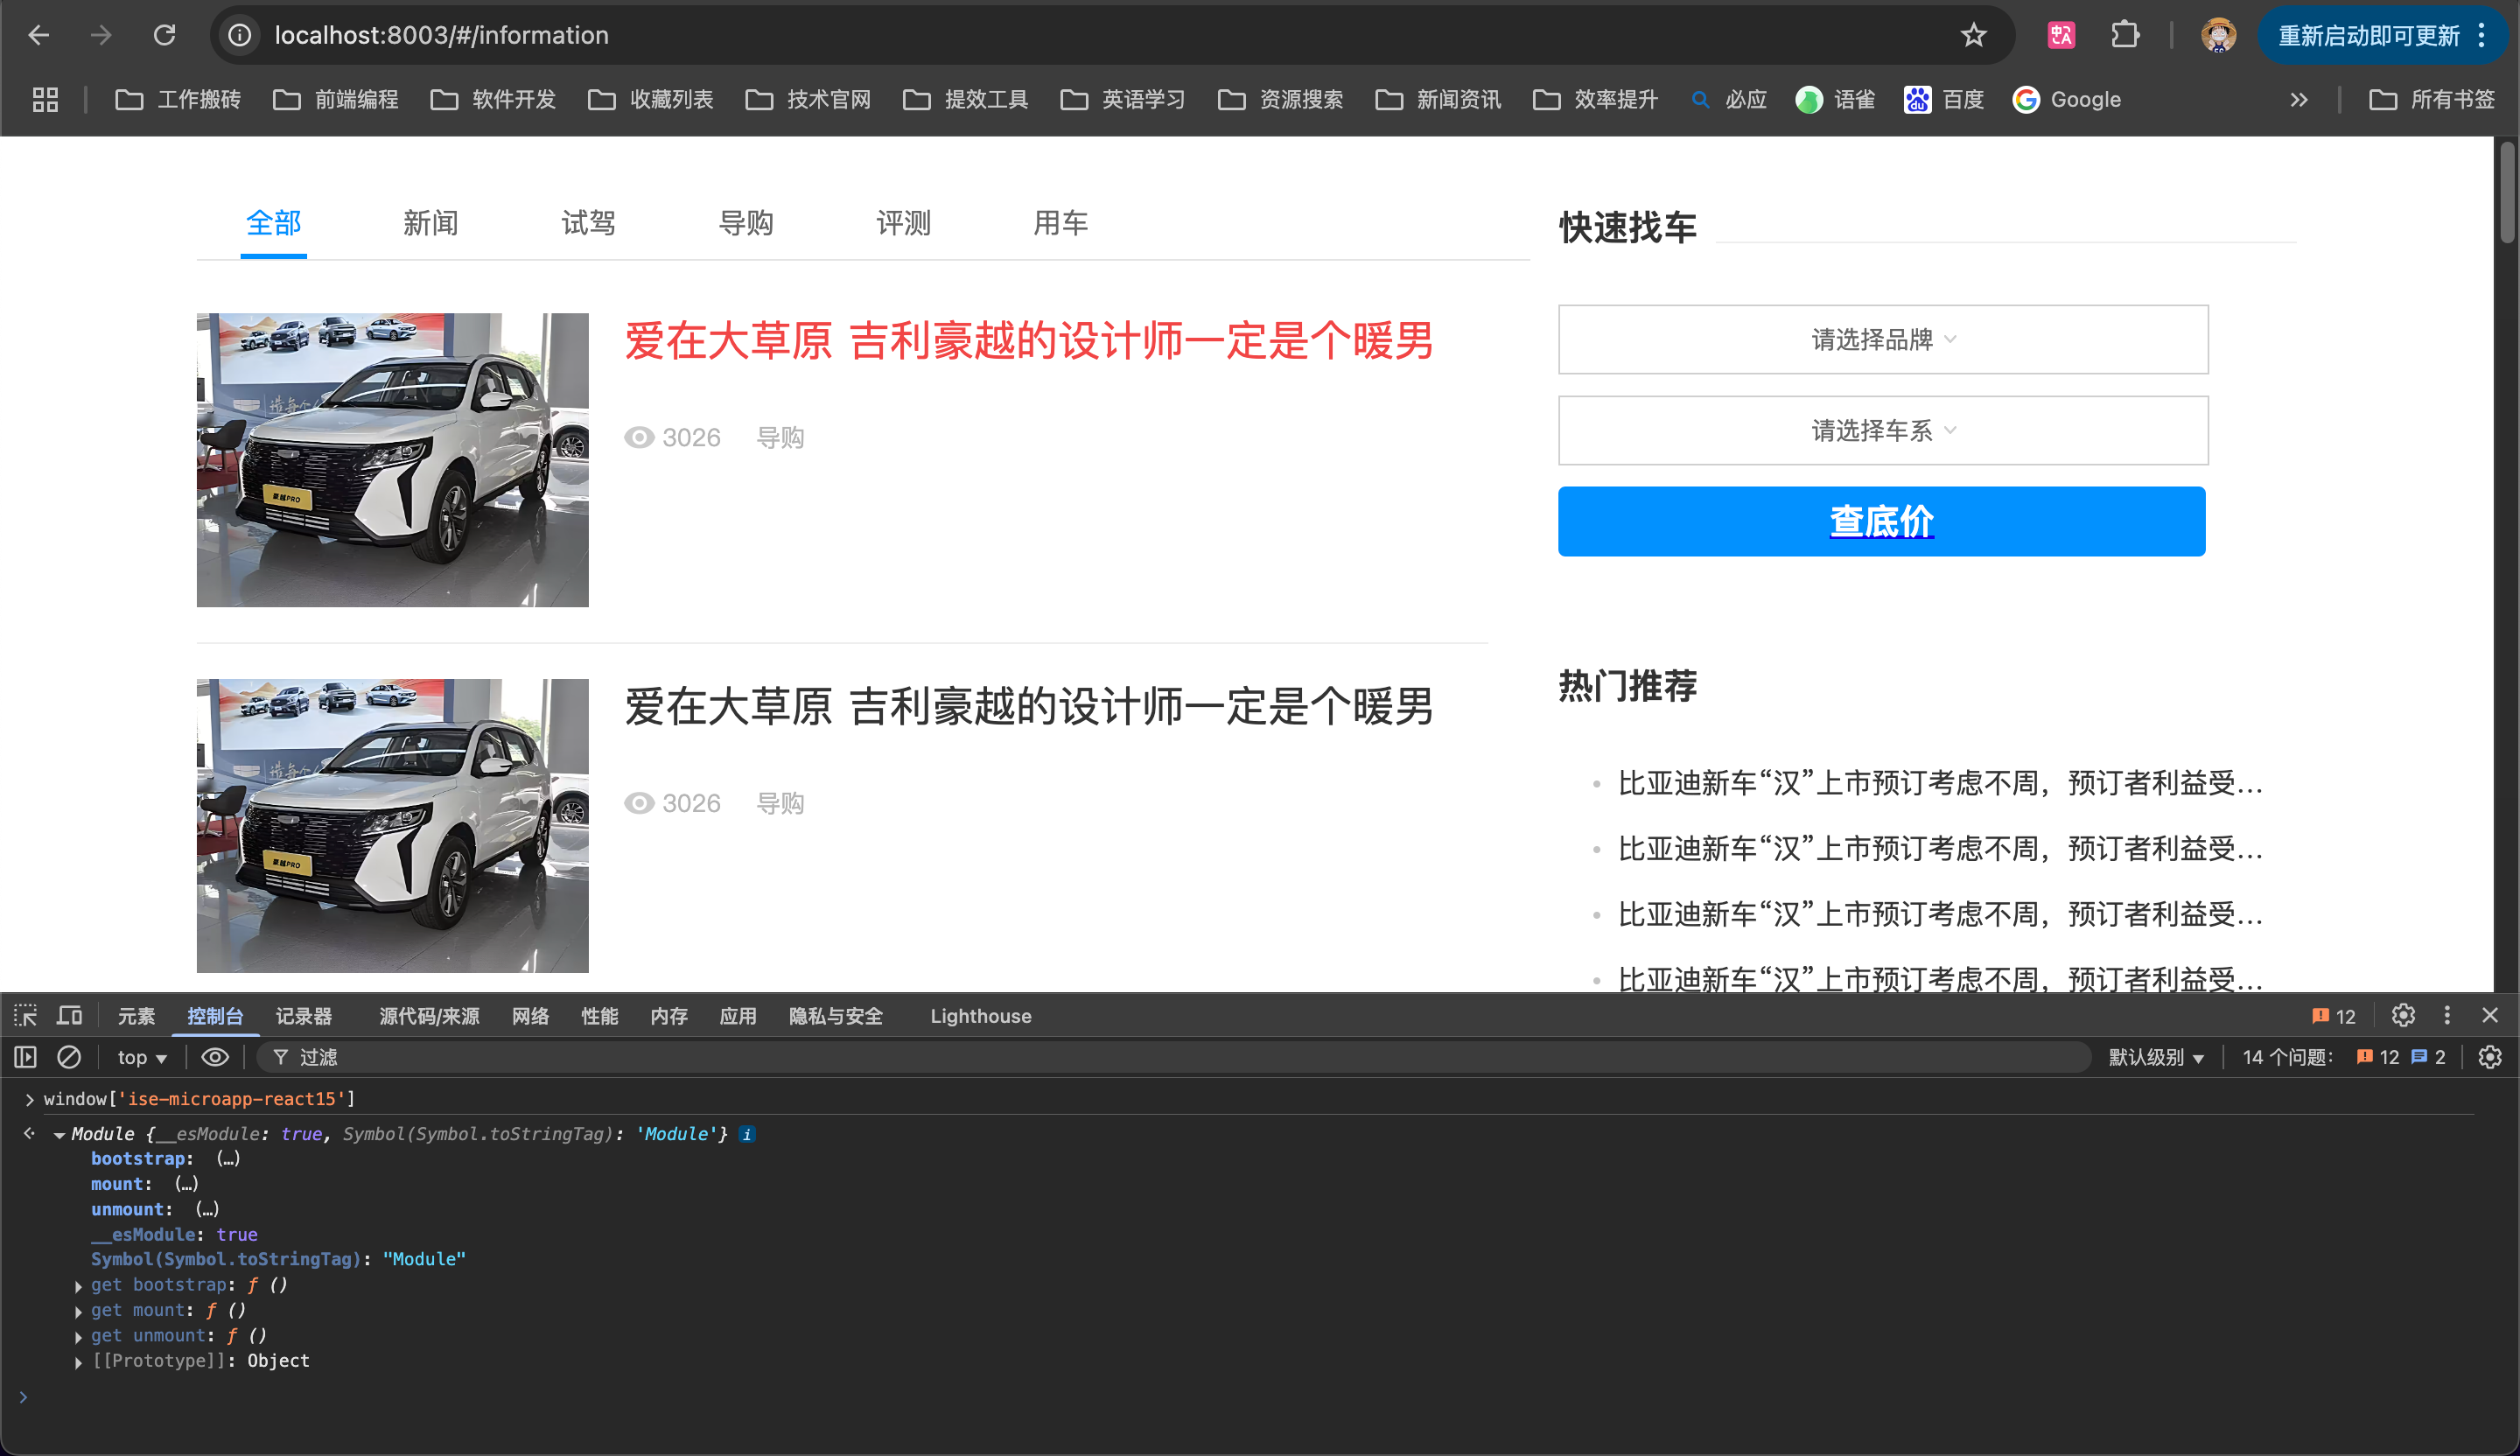 localhost:8003/#/information
重新启动即可更新
工作搬砖 前端编程 软件开发 收藏列表 技术官网 提效工具 英语学习 资源搜索 新闻资讯 效率提升 必应 语雀 百度 Google 所有书签
全部 新闻 试驾 导购 评测 用车
爱在大草原 吉利豪越的设计师一定是个暖男
3026 导购
豪越PRO
爱在大草原 吉利豪越的设计师一定是个暖男
3026 导购
豪越PRO
快速找车
请选择品牌
请选择车系
查底价
热门推荐
比亚迪新车“汉”上市预订考虑不周，预订者利益受...
比亚迪新车“汉”上市预订考虑不周，预订者利益受...
比亚迪新车“汉”上市预订考虑不周，预订者利益受...
比亚迪新车“汉”上市预订考虑不周，预订者利益受...
元素 控制台 记录器 源代码/来源 网络 性能 内存 应用 隐私与安全 Lighthouse 12
top 过滤 默认级别 14 个问题： 12 2
window['ise-microapp-react15']
Module {__esModule: true, Symbol(Symbol.toStringTag): 'Module'}
bootstrap: (…)
mount: (…)
unmount: (…)
__esModule: true
Symbol(Symbol.toStringTag): "Module"
get bootstrap: ƒ ()
get mount: ƒ ()
get unmount: ƒ ()
[[Prototype]]: Object